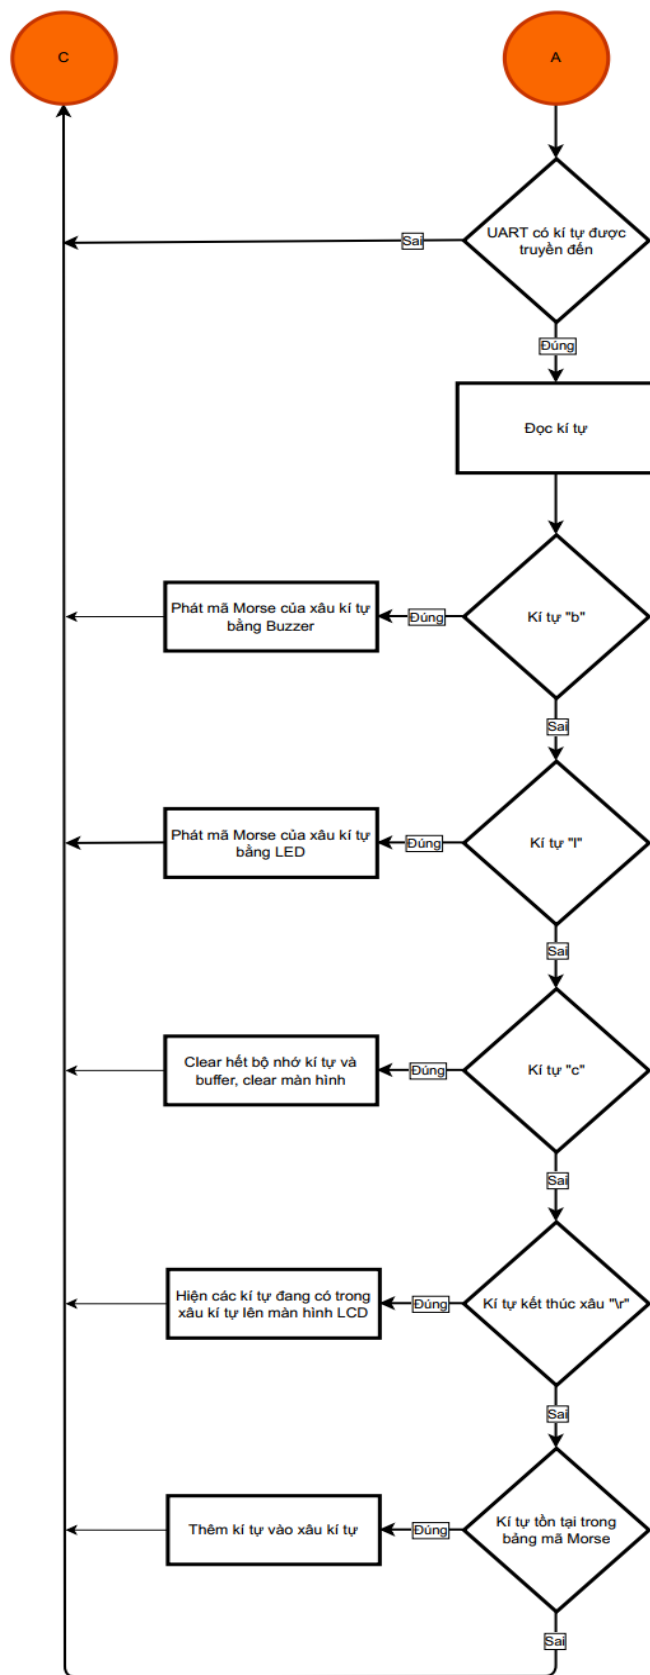 C
A
UART có kí tự được
truyền đến
Sai
Đúng
Đọc kí tự
Kí tự "b"
Đúng
Phát mã Morse của xâu kí tự
bằng Buzzer
Sai
Kí tự "l"
Đúng
Phát mã Morse của xâu kí tự
bằng LED
Sai
Kí tự "c"
Đúng
Clear hết bộ nhớ kí tự và
buffer, clear màn hình
Sai
Kí tự kết thúc xâu "\r"
Đúng
Hiện các kí tự đang có trong
xâu kí tự lên màn hình LCD
Sai
Kí tự tồn tại trong
bảng mã Morse
Đúng
Thêm kí tự vào xâu kí tự
Sai